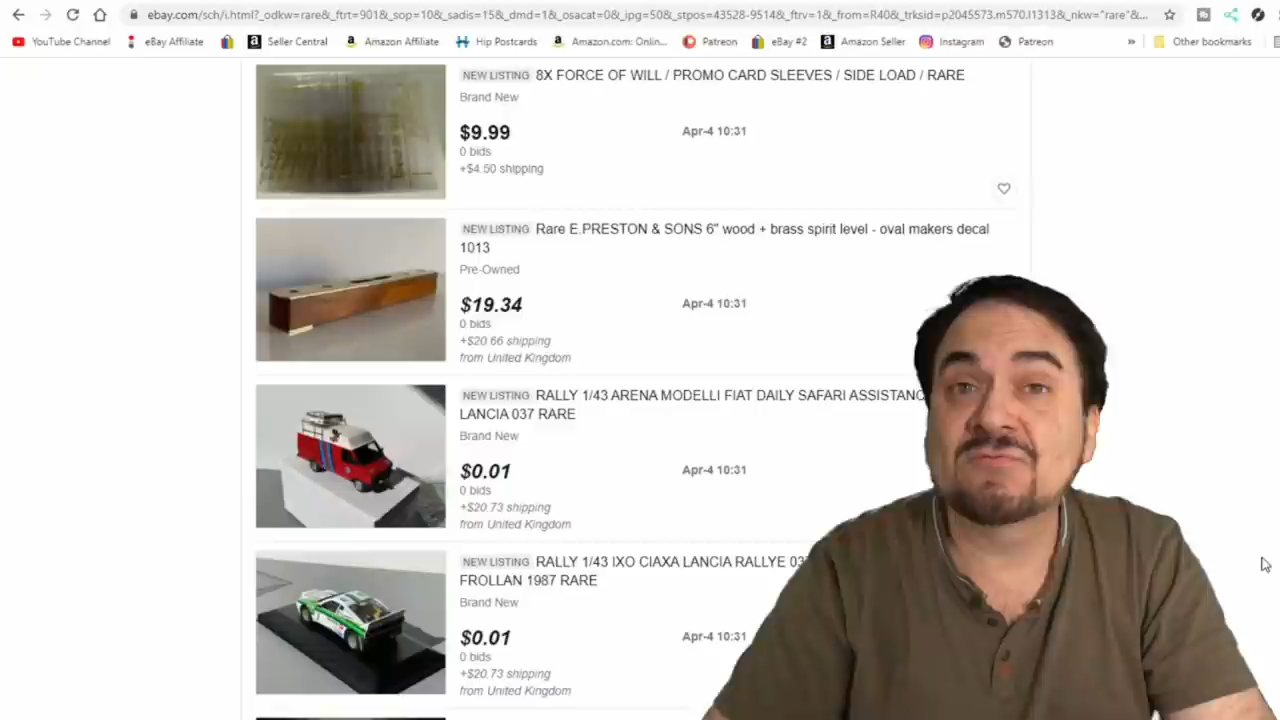 ebay.com/sch/i.html?_odkw=rare&_ftrt=901&_sop=10&_sadis=15&_dmd=1&_osacat=0&_ipg=50&_stpos=43528-9514&_ftrv=1&_from=R40&_trksid=p2045573.m570.l1313&_nkw="rare"&...
YouTube Channel eBay Affiliate Seller Central Amazon Affiliate Hip Postcards Amazon.com: Onlin... Patreon eBay #2 Amazon Seller Instagram Patreon » Other bookmarks
NEW LISTING 8X FORCE OF WILL / PROMO CARD SLEEVES / SIDE LOAD / RARE
Brand New
$9.99 Apr-4 10:31
0 bids
+$4.50 shipping
NEW LISTING Rare E.PRESTON & SONS 6" wood + brass spirit level - oval makers decal
1013
Pre-Owned
$19.34 Apr-4 10:31
0 bids
+$20.66 shipping
from United Kingdom
NEW LISTING RALLY 1/43 ARENA MODELLI FIAT DAILY SAFARI ASSISTANC
LANCIA 037 RARE
Brand New
$0.01 Apr-4 10:31
0 bids
+$20.73 shipping
from United Kingdom
NEW LISTING RALLY 1/43 IXO CIAXA LANCIA RALLYE 03
FROLLAN 1987 RARE
Brand New
$0.01 Apr-4 10:31
0 bids
+$20.73 shipping
from United Kingdom